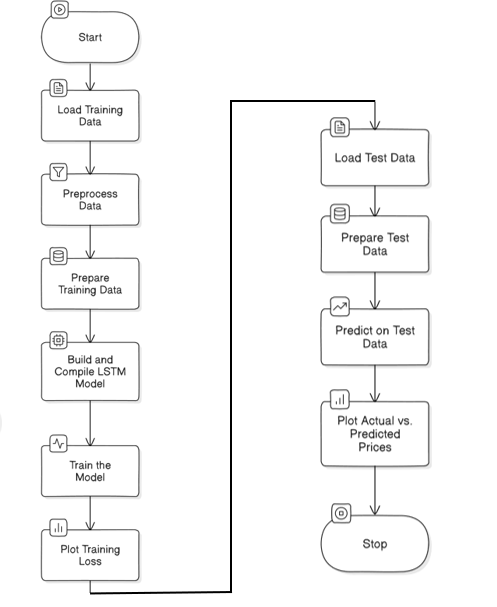 Start
Load Training
Data
Preprocess
Data
Prepare
Training Data
Build and
Compile LSTM
Model
Train the
Model
Plot Training
Loss
Load Test Data
Prepare Test
Data
Predict on Test
Data
Plot Actual vs.
Predicted
Prices
Stop